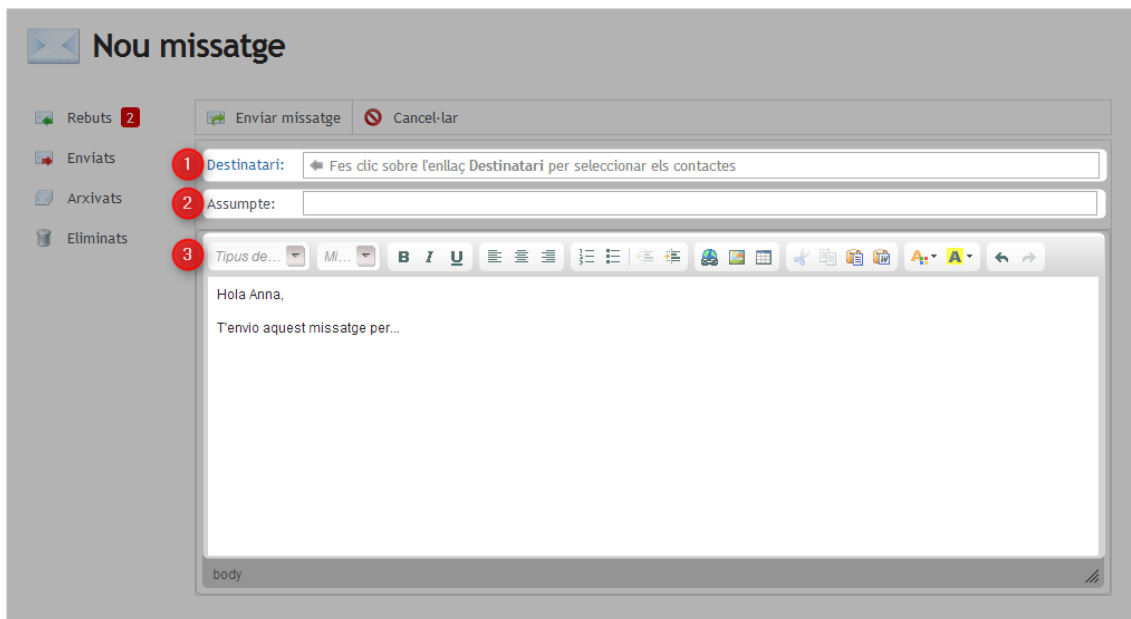 Nou missatge
Rebuts 2
Enviar missatge Cancel·lar
Enviats
1 Destinatari: Fes clic sobre l'enllaç Destinatari per seleccionar els contactes
Arxivats
2 Assumpte:
Eliminats
3 Tipus de... Mi... B I U A A
Hola Anna,
T'envio aquest missatge per...
body